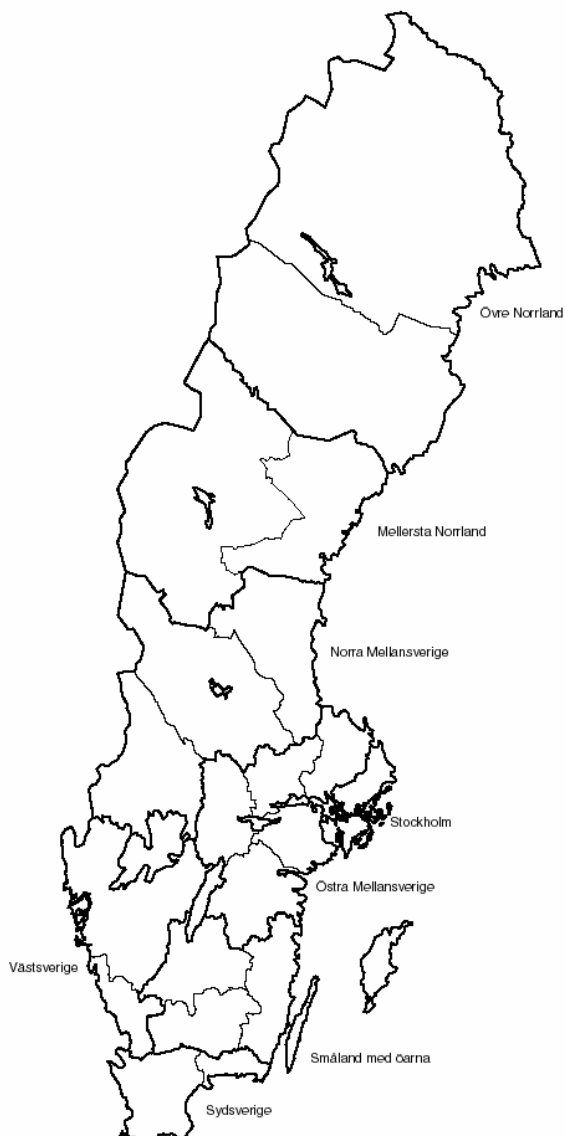 Övre Norrland
Mellersta Norrland
Norra Mellansverige
Stockholm
Östra Mellansverige
Västsverige
Småland med öarna
Sydsverige